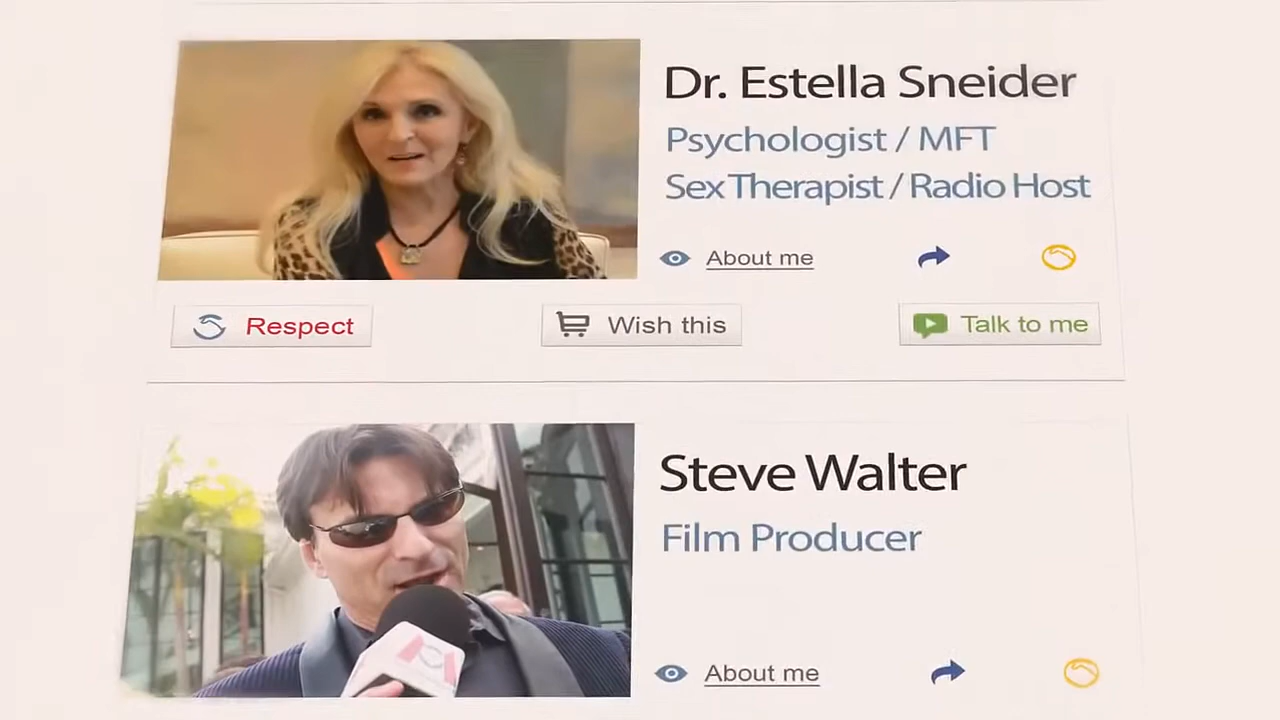 Dr. Estella Sneider
Psychologist / MFT
Sex Therapist / Radio Host
About me
Respect
Wish this
Talk to me
Steve Walter
Film Producer
About me